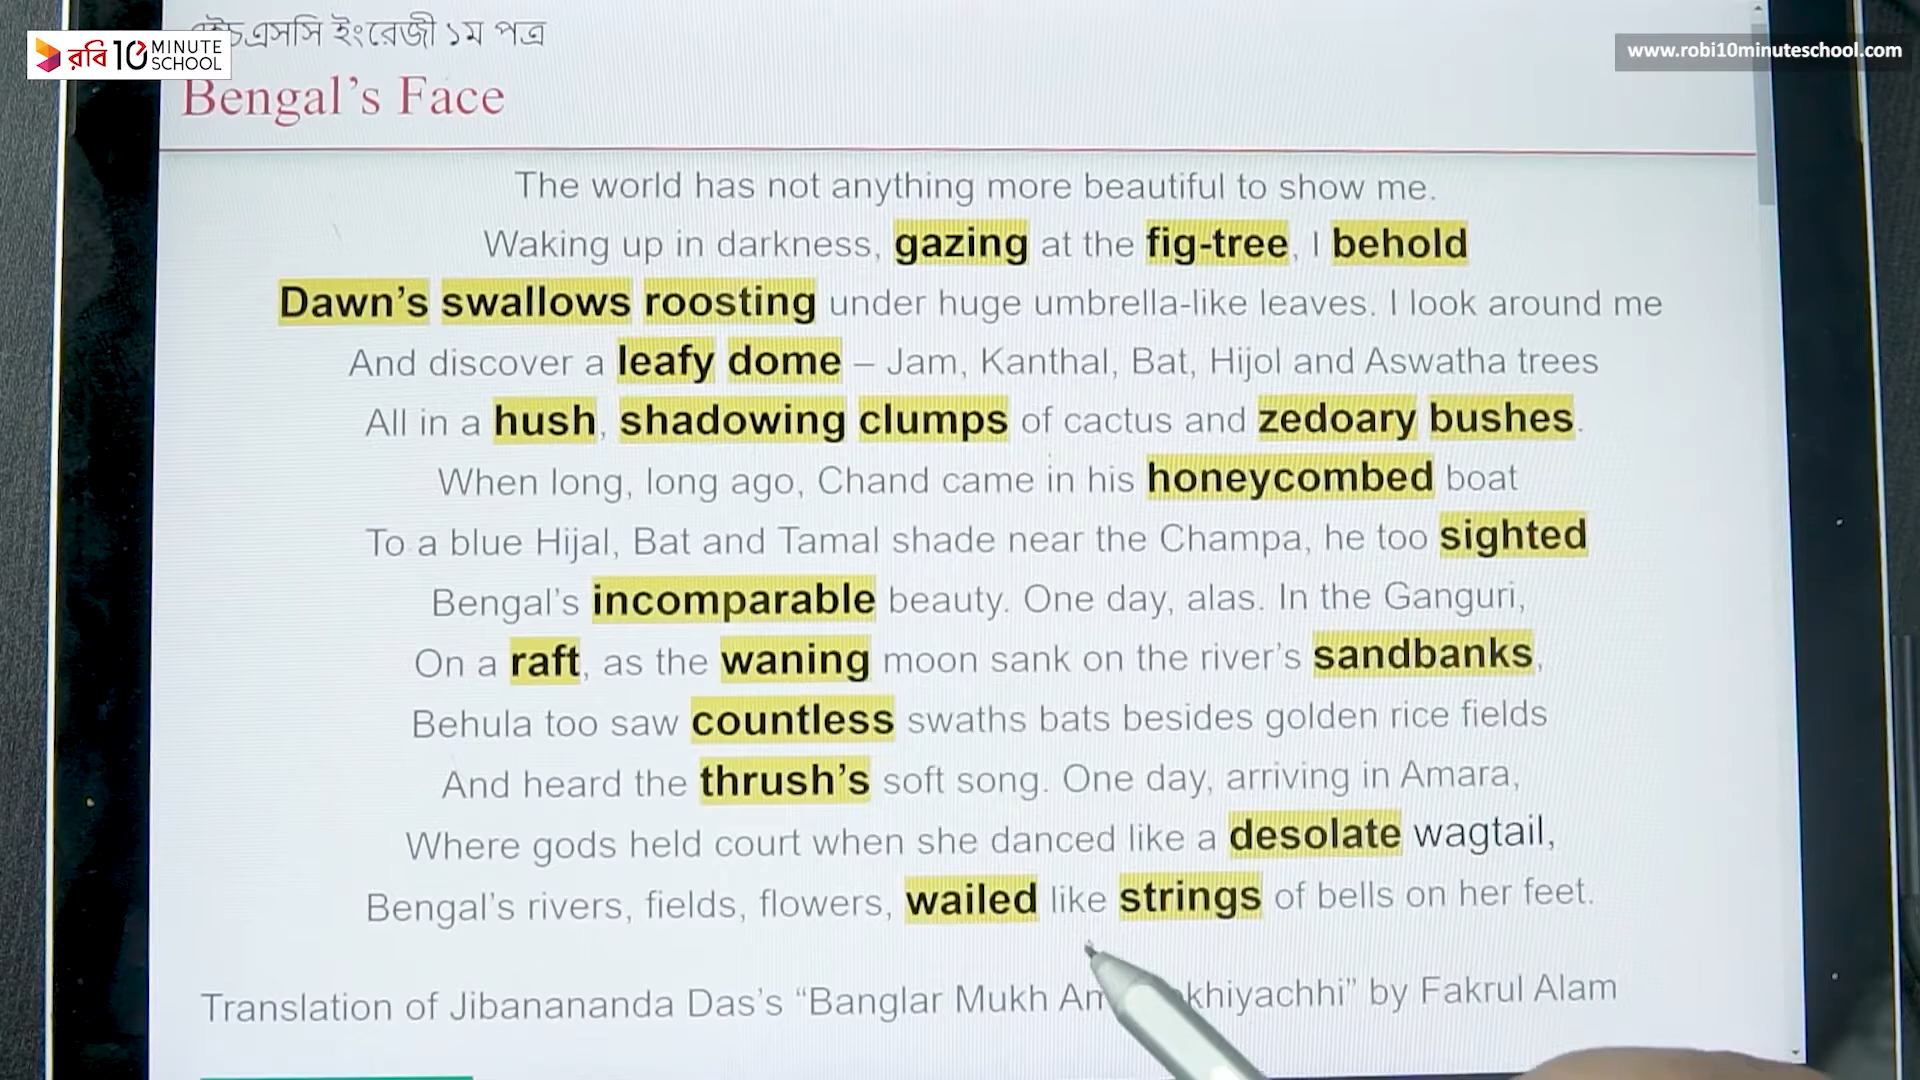 এইচএসসি ইংরেজী ১ম পত্র
রবি 10 MINUTE SCHOOL
www.robi10minuteschool.com
Bengal's Face
The world has not anything more beautiful to show me.
Waking up in darkness, gazing at the fig-tree, I behold
Dawn's swallows roosting under huge umbrella-like leaves. I look around me
And discover a leafy dome – Jam, Kanthal, Bat, Hijol and Aswatha trees
All in a hush, shadowing clumps of cactus and zedoary bushes.
When long, long ago, Chand came in his honeycombed boat
To a blue Hijal, Bat and Tamal shade near the Champa, he too sighted
Bengal's incomparable beauty. One day, alas. In the Ganguri,
On a raft, as the waning moon sank on the river's sandbanks,
Behula too saw countless swaths bats besides golden rice fields
And heard the thrush's soft song. One day, arriving in Amara,
Where gods held court when she danced like a desolate wagtail,
Bengal's rivers, fields, flowers, wailed like strings of bells on her feet.
Translation of Jibanananda Das's “Banglar Mukh Am khiyachhi” by Fakrul Alam